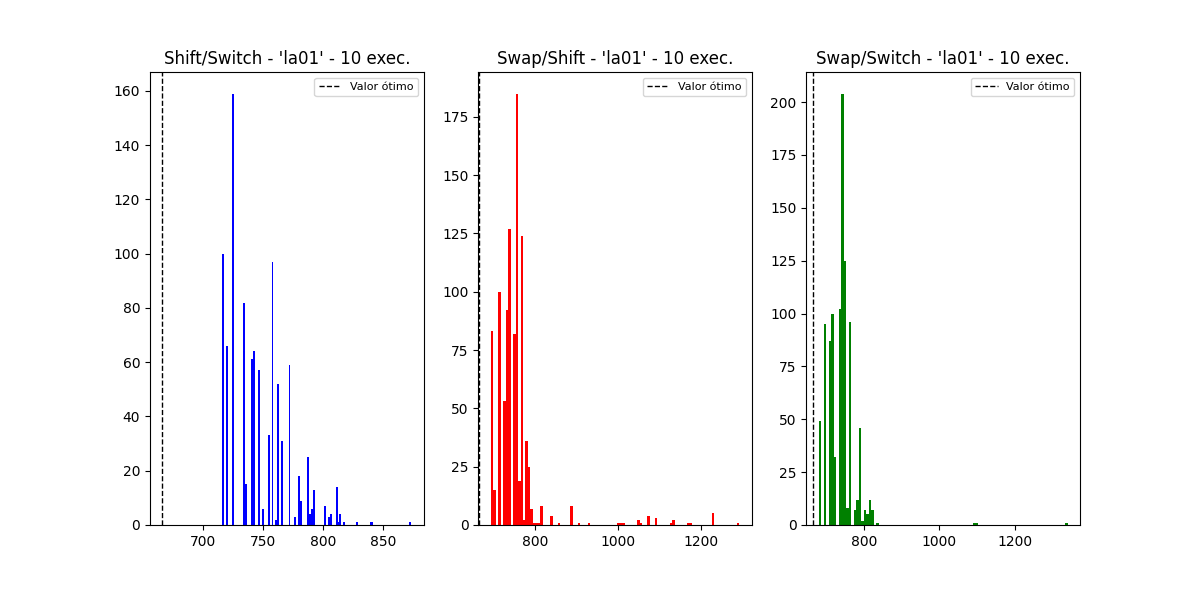 Shift/Switch - 'la01' - 10 exec.
Valor ótimo
160
140
120
100
80
60
40
20
0
700 750 800 850
Swap/Shift - 'la01' - 10 exec.
Valor ótimo
175
150
125
100
75
50
25
0
800 1000 1200
Swap/Switch - 'la01' - 10 exec.
Valor ótimo
200
175
150
125
100
75
50
25
0
800 1000 1200